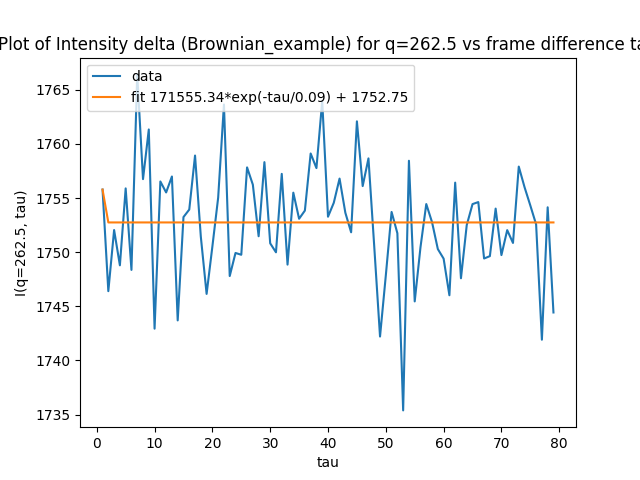 Plot of Intensity delta (Brownian_example) for q=262.5 vs frame difference ta
data
fit 171555.34*exp(-tau/0.09) + 1752.75
I(q=262.5, tau)
1765
1760
1755
1750
1745
1740
1735
0 10 20 30 40 50 60 70 80
tau